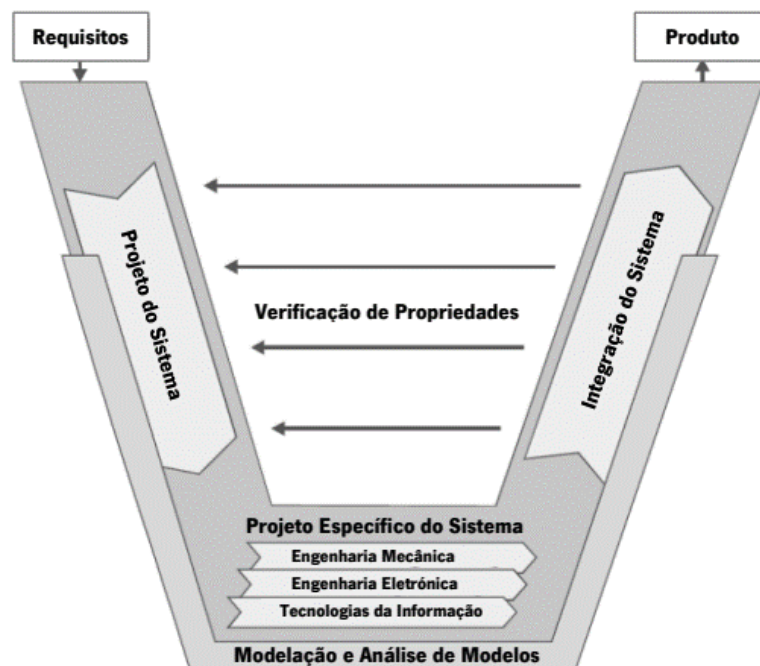 Requisitos
Produto
Projeto do Sistema
Integração do Sistema
Verificação de Propriedades
Projeto Específico do Sistema
Engenharia Mecânica
Engenharia Eletrónica
Tecnologias da Informação
Modelação e Análise de Modelos